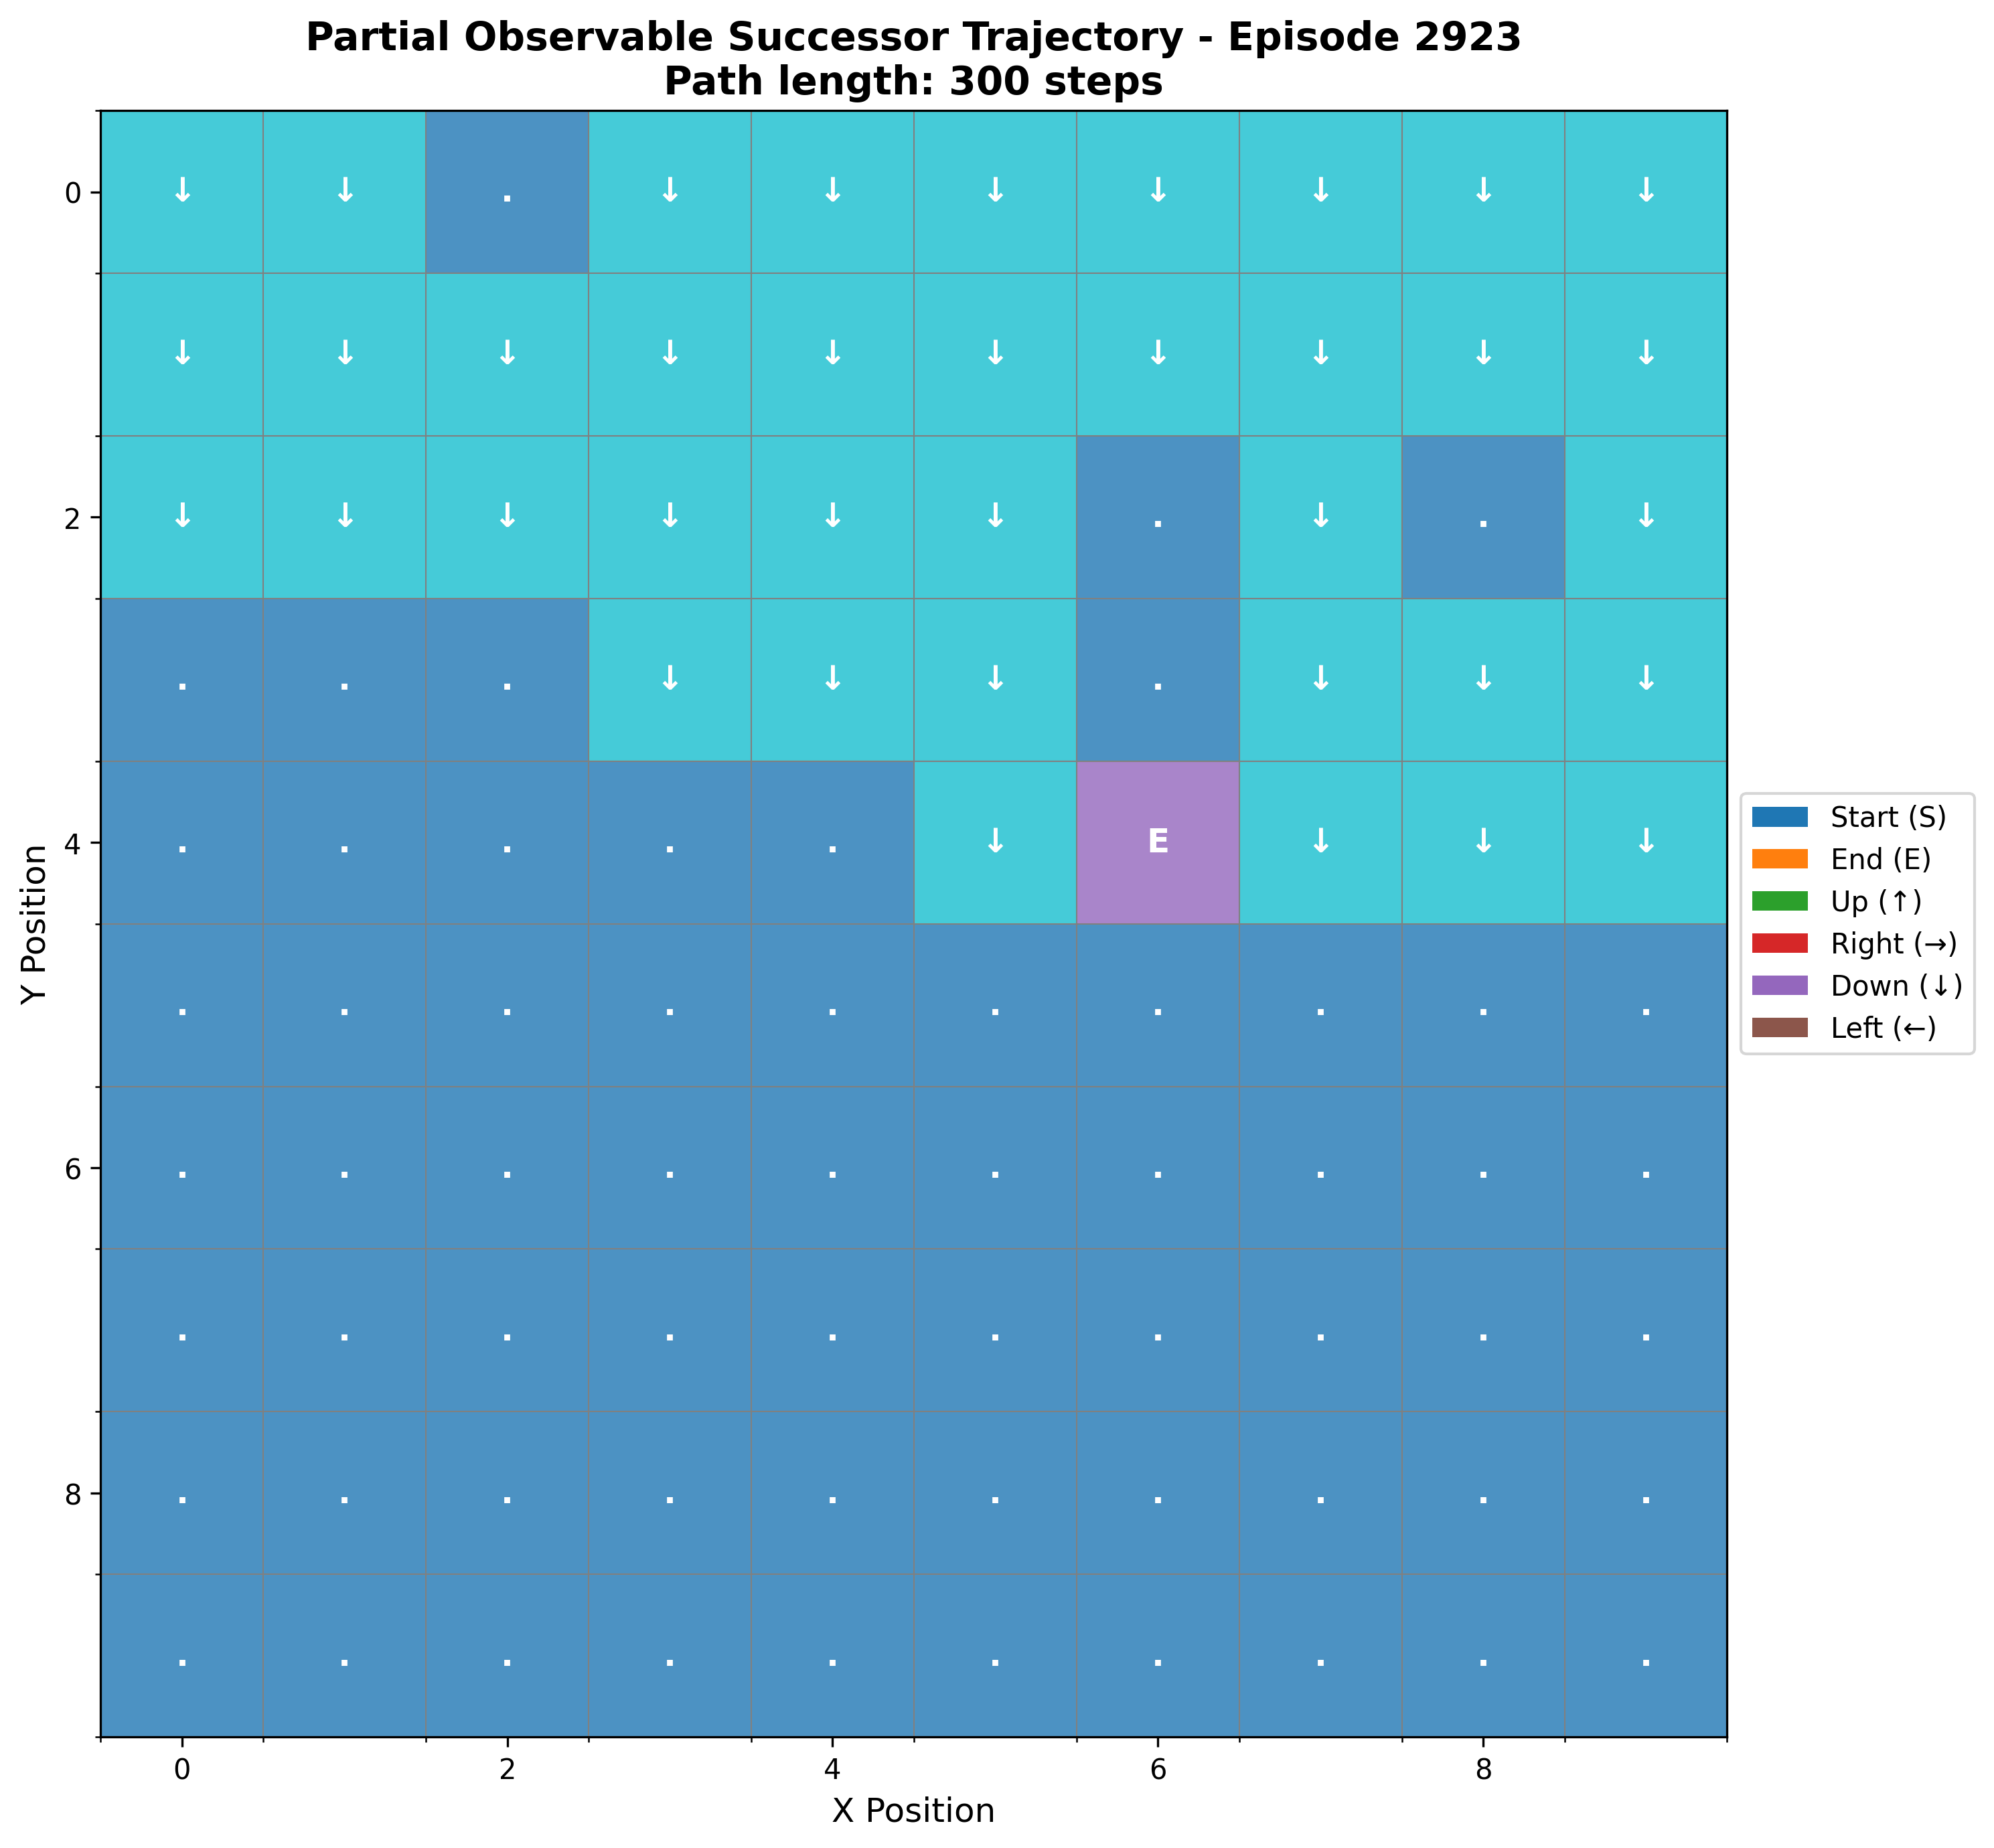 Partial Observable Successor Trajectory - Episode 2923
Path length: 300 steps
0 ↓ ↓ . ↓ ↓ ↓ ↓ ↓ ↓ ↓
↓ ↓ ↓ ↓ ↓ ↓ ↓ ↓ ↓ ↓
2 ↓ ↓ ↓ ↓ ↓ ↓ . ↓ . ↓
. . . ↓ ↓ ↓ . ↓ ↓ ↓
4 . . . . . ↓ E ↓ ↓ ↓
. . . . . . . . . .
6 . . . . . . . . . .
. . . . . . . . . .
8 . . . . . . . . . .
. . . . . . . . . .
0 2 4 6 8
X Position
Y Position
Start (S)
End (E)
Up (↑)
Right (→)
Down (↓)
Left (←)